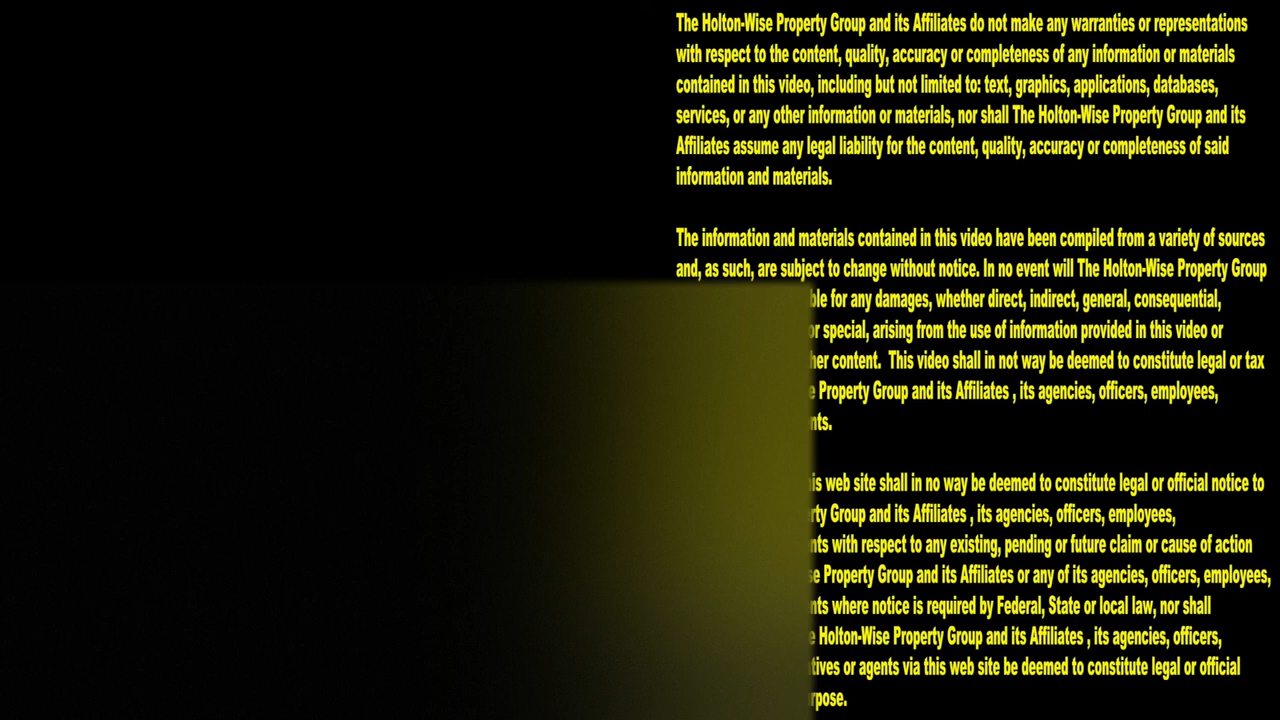 The Holton-Wise Property Group and its Affiliates do not make any warranties or representations
with respect to the content, quality, accuracy or completeness of any information or materials
contained in this video, including but not limited to: text, graphics, applications, databases,
services, or any other information or materials, nor shall The Holton-Wise Property Group and its
Affiliates assume any legal liability for the content, quality, accuracy or completeness of said
information and materials.
The information and materials contained in this video have been compiled from a variety of sources
and, as such, are subject to change without notice. In no event will The Holton-Wise Property Group
for any damages, whether direct, indirect, general, consequential,
or special, arising from the use of information provided in this video or
content. This video shall in not way be deemed to constitute legal or tax
Property Group and its Affiliates , its agencies, officers, employees,
web site shall in no way be deemed to constitute legal or official notice to
Group and its Affiliates , its agencies, officers, employees,
with respect to any existing, pending or future claim or cause of action
Property Group and its Affiliates or any of its agencies, officers, employees,
where notice is required by Federal, State or local law, nor shall
Holton-Wise Property Group and its Affiliates , its agencies, officers,
or agents via this web site be deemed to constitute legal or official